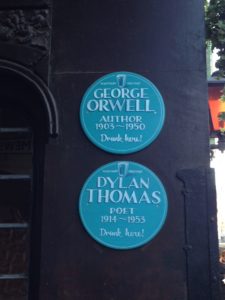 GEORGE
ORWELL
AUTHOR
1903~1950
Drank here!
DYLAN
THOMAS
POET
1914~1953
Drank here!